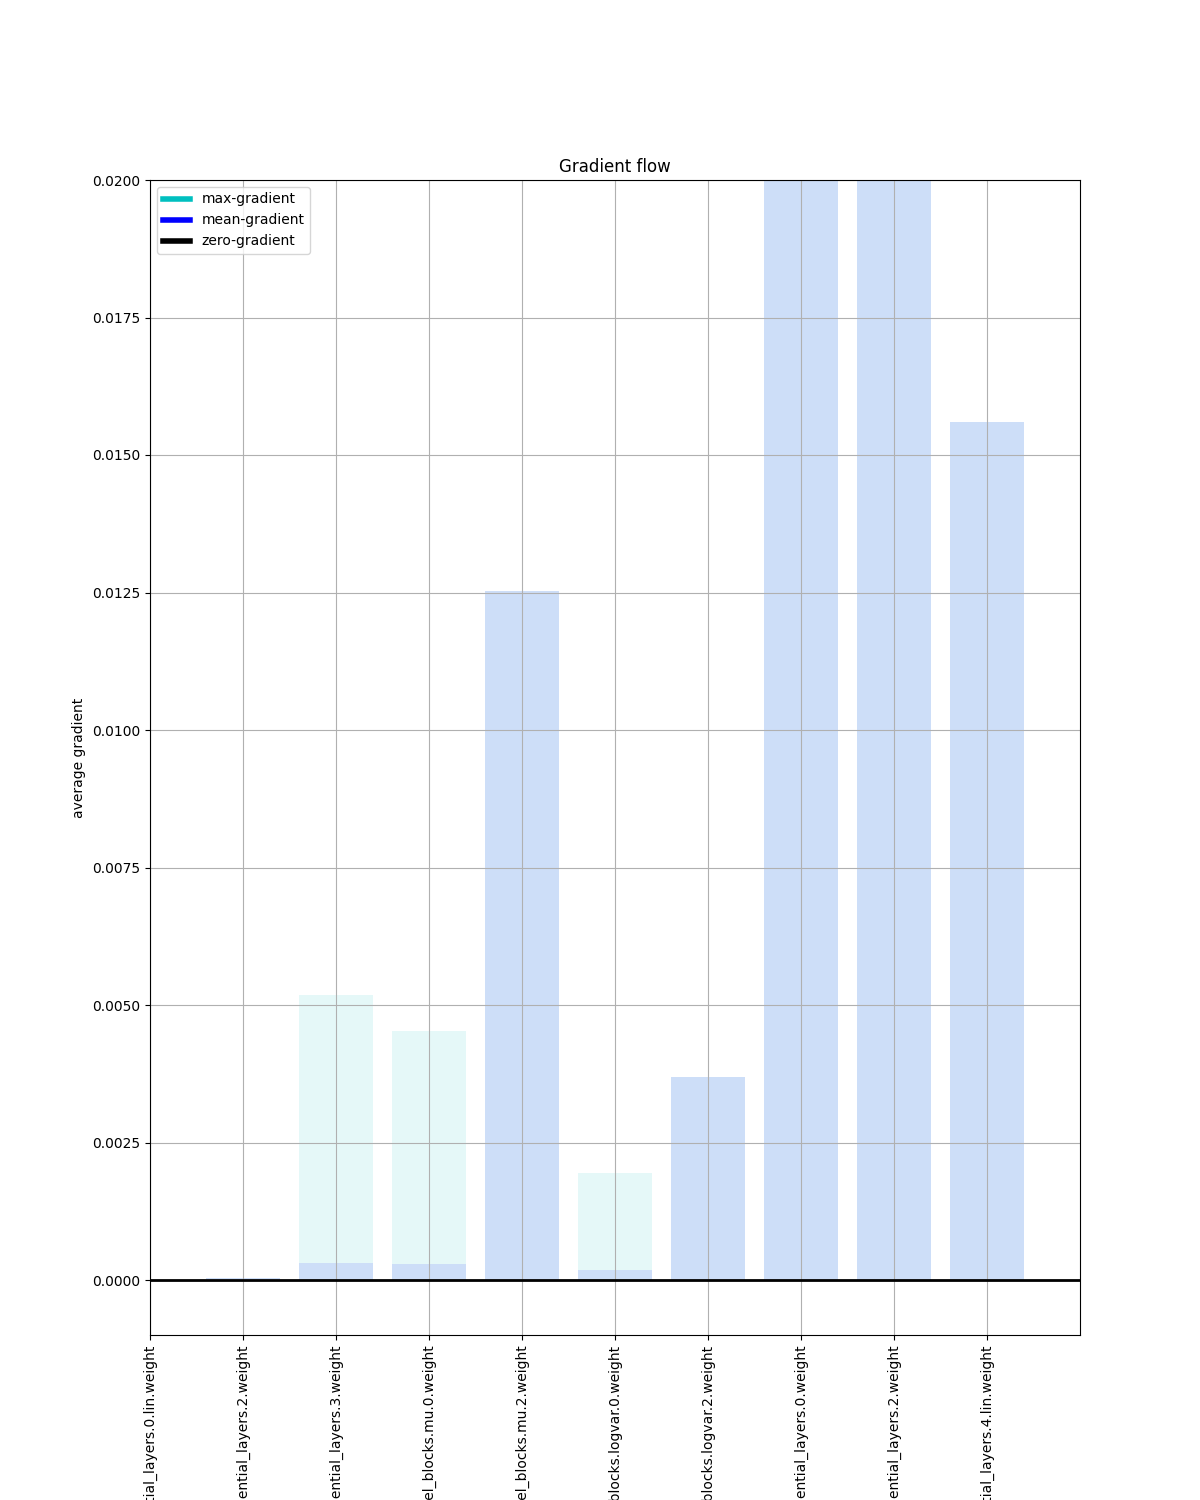 Gradient flow
max-gradient
mean-gradient
zero-gradient
0.0200
0.0175
0.0150
0.0125
0.0100
0.0075
0.0050
0.0025
0.0000
average gradient
tial_layers.0.lin.weight
ential_layers.2.weight
ential_layers.3.weight
el_blocks.mu.0.weight
el_blocks.mu.2.weight
blocks.logvar.0.weight
blocks.logvar.2.weight
ential_layers.0.weight
ential_layers.2.weight
tial_layers.4.lin.weight